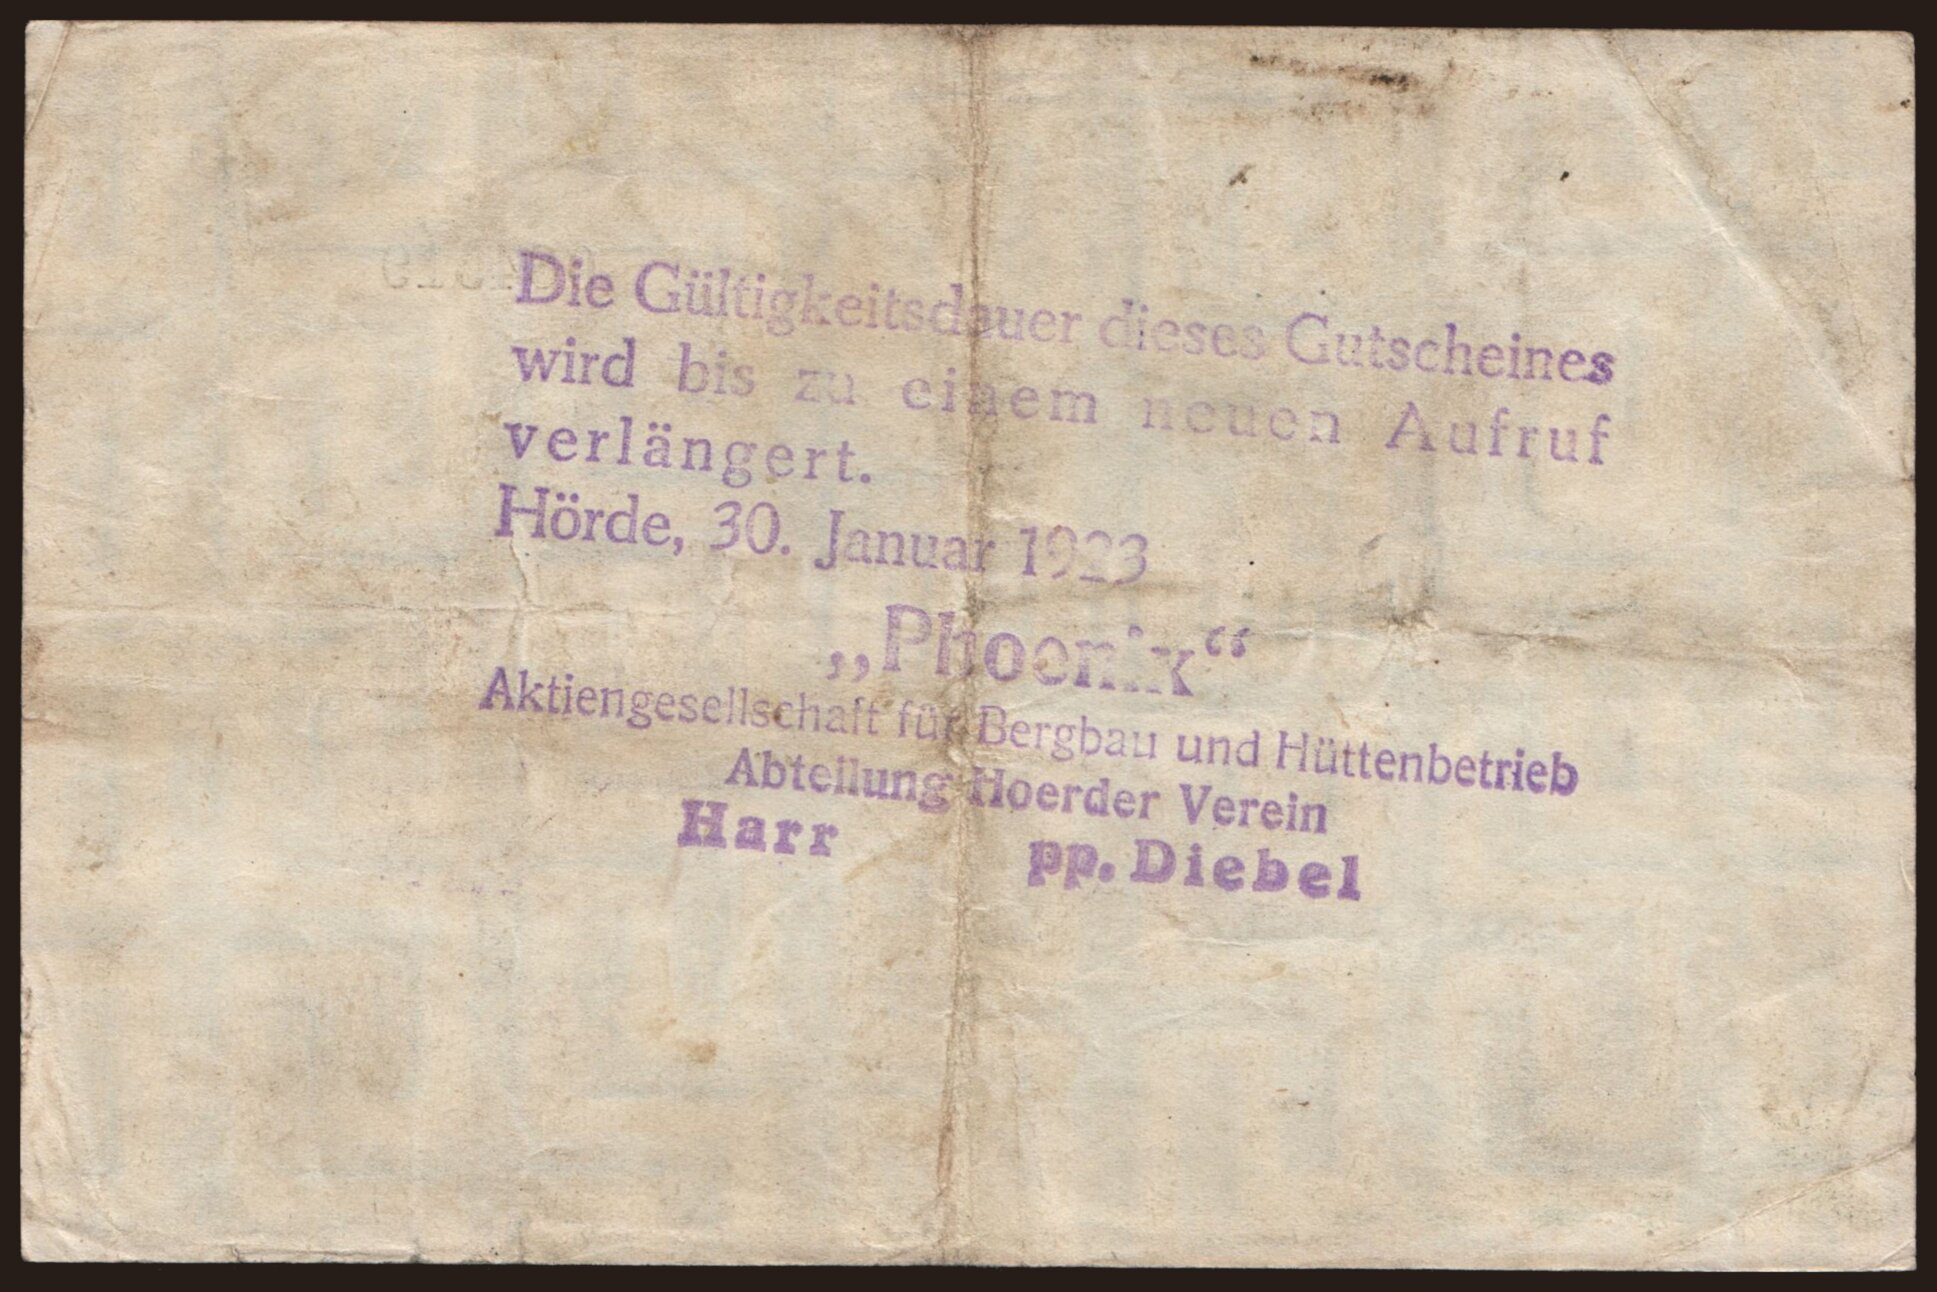 Die Gültigkeitsdauer dieses Gutscheines
wird bis zu einem neuen Aufruf
verlängert.
Hörde, 30. Januar 1923
„Phoenix“
Aktiengesellschaft für Bergbau und Hüttenbetrieb
Abteilung Hoerder Verein
Harr pp. Diebel